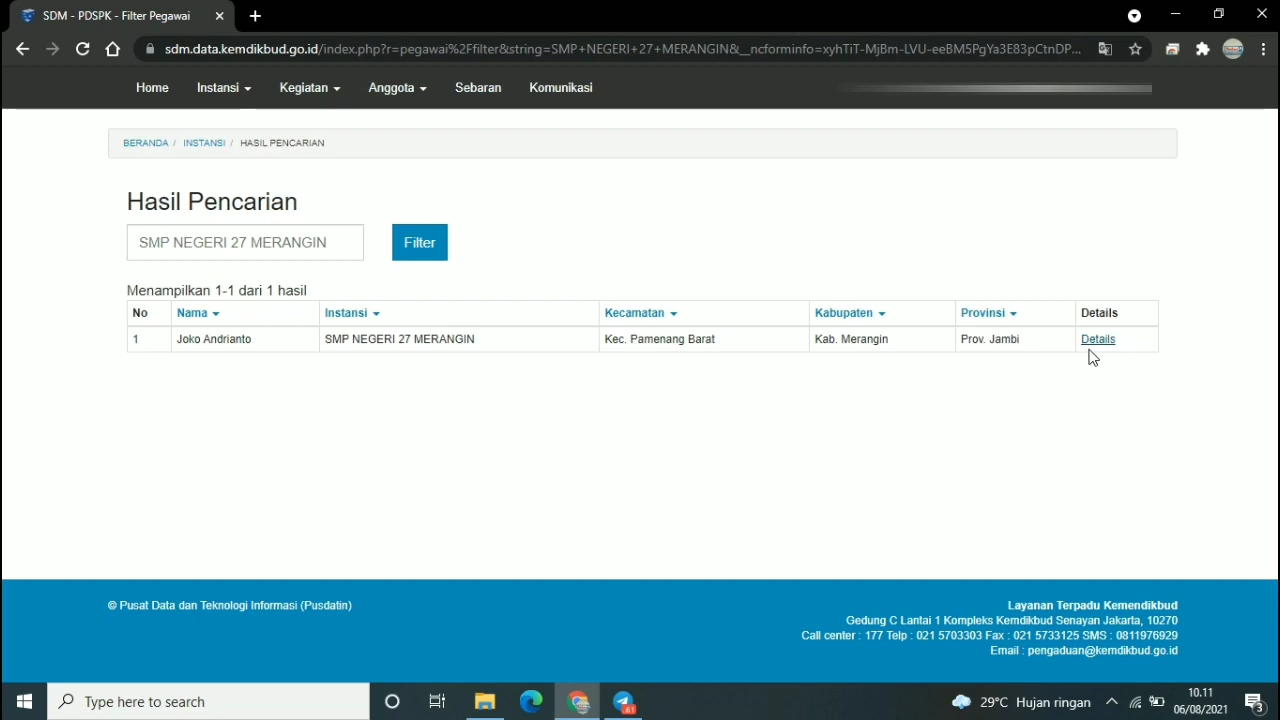 SDM - PDSPK - Filter Pegawai
sdm.data.kemdikbud.go.id/index.php?r=pegawai%2Ffilter&string=SMP+NEGERI+27+MERANGIN&__ncforminfo=xyhTiT-MjBm-LVU-eeBM5PgYa3E83pCtnDP...
Home Instansi Kegiatan Anggota Sebaran Komunikasi
BERANDA / INSTANSI / HASIL PENCARIAN
Hasil Pencarian
SMP NEGERI 27 MERANGIN Filter
Menampilkan 1-1 dari 1 hasil
No Nama Instansi Kecamatan Kabupaten Provinsi Details
1 Joko Andrianto SMP NEGERI 27 MERANGIN Kec. Pamenang Barat Kab. Merangin Prov. Jambi Details
© Pusat Data dan Teknologi Informasi (Pusdatin)
Layanan Terpadu Kemendikbud
Gedung C Lantai 1 Kompleks Kemdikbud Senayan Jakarta, 10270
Call center : 177 Telp : 021 5703303 Fax : 021 5733125 SMS : 0811976929
Email : pengaduan@kemdikbud.go.id
Type here to search
.61
29°C Hujan ringan
10.11
06/08/2021
3